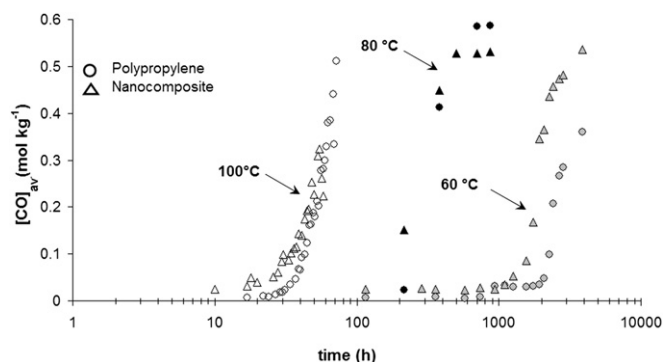 0.6
0.5
0.4
0.3
0.2
0.1
0
[CO]av (mol kg-1)
Polypropylene
Nanocomposite
80 °C
100°C
60 °C
1
10
100
1000
10000
time (h)